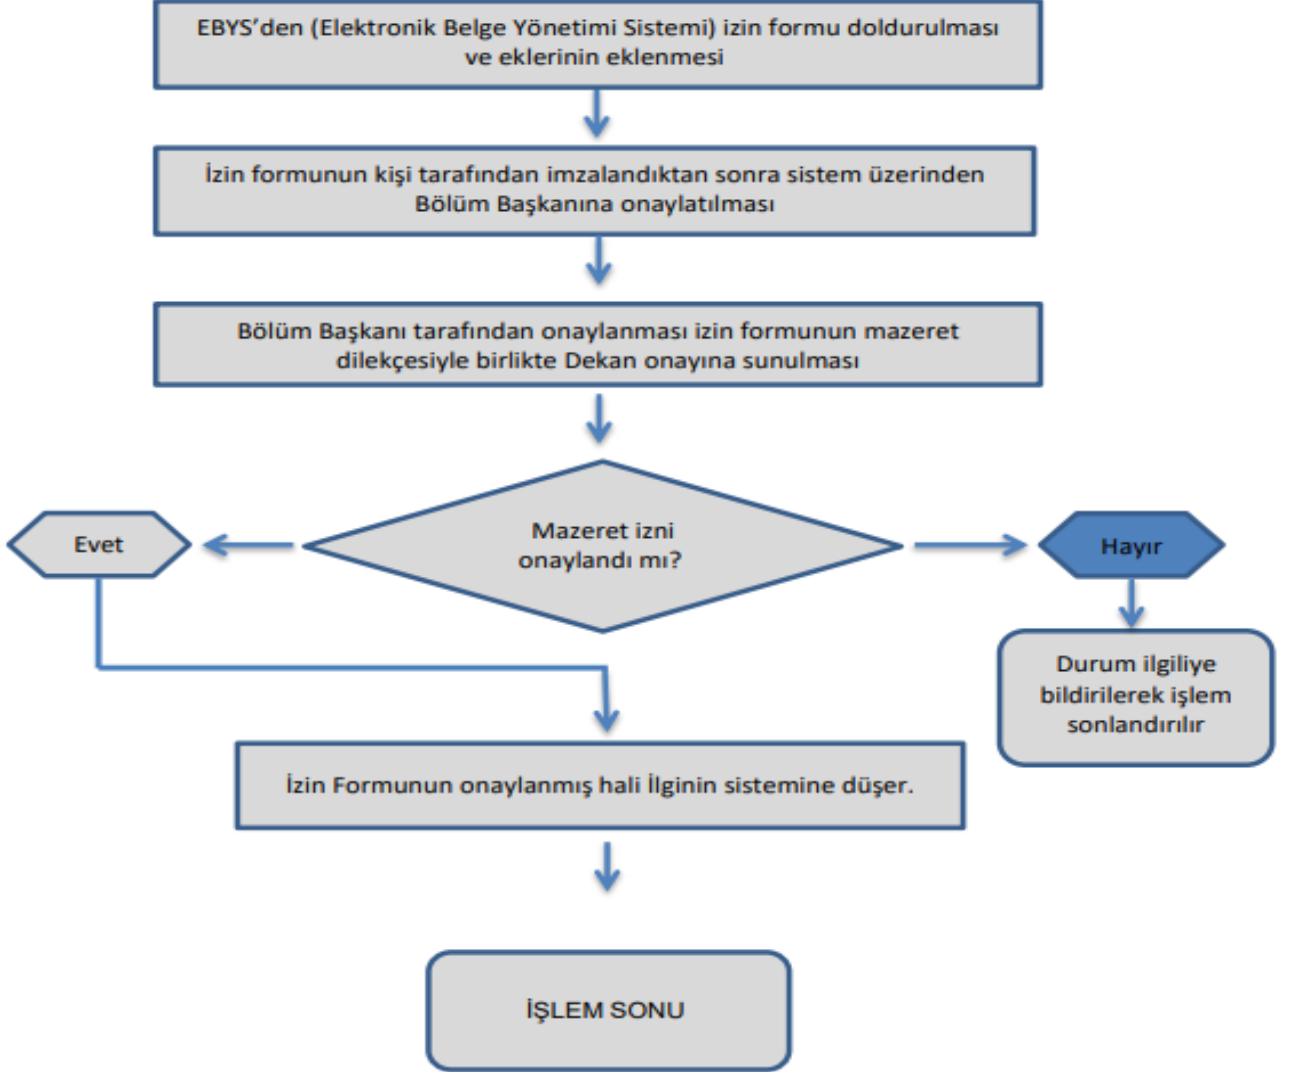 EBYS’den (Elektronik Belge Yönetimi Sistemi) izin formu doldurulması
ve eklerinin eklenmesi
İzin formunun kişi tarafından imzalandıktan sonra sistem üzerinden
Bölüm Başkanına onaylatılması
Bölüm Başkanı tarafından onaylanması izin formunun mazeret
dilekçesiyle birlikte Dekan onayına sunulması
Mazeret izni
onaylandı mı?
Evet
Hayır
Durum ilgiliye
bildirilerek işlem
sonlandırılır
İzin Formunun onaylanmış hali İlginin sistemine düşer.
İŞLEM SONU